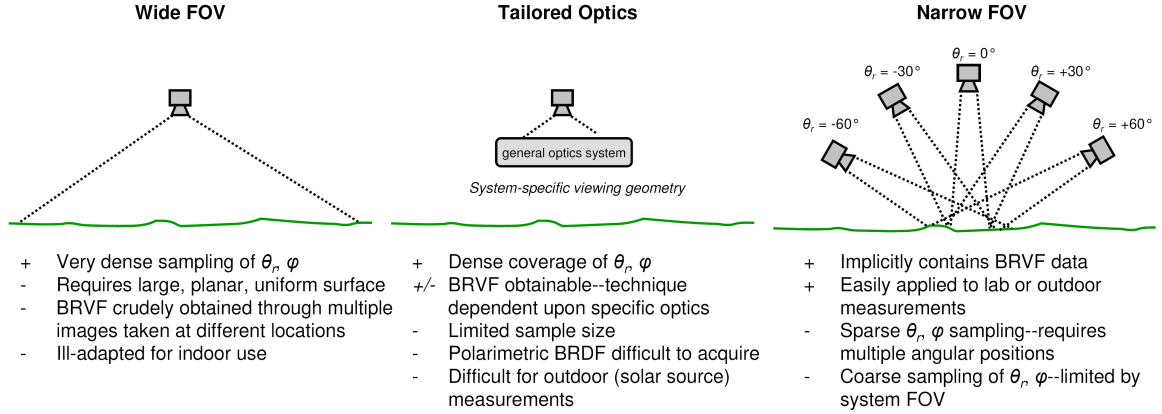 Wide FOV
+ Very dense sampling of θr, φ
- Requires large, planar, uniform surface
- BRVF crudely obtained through multiple
images taken at different locations
- Ill-adapted for indoor use
Tailored Optics
general optics system
System-specific viewing geometry
+ Dense coverage of θr, φ
+/- BRVF obtainable--technique
dependent upon specific optics
- Limited sample size
- Polarimetric BRDF difficult to acquire
- Difficult for outdoor (solar source)
measurements
Narrow FOV
θr = 0°
θr = -30°
θr = +30°
θr = -60°
θr = +60°
+ Implicitly contains BRVF data
+ Easily applied to lab or outdoor
measurements
- Sparse θr, φ sampling--requires
multiple angular positions
- Coarse sampling of θr, φ--limited by
system FOV